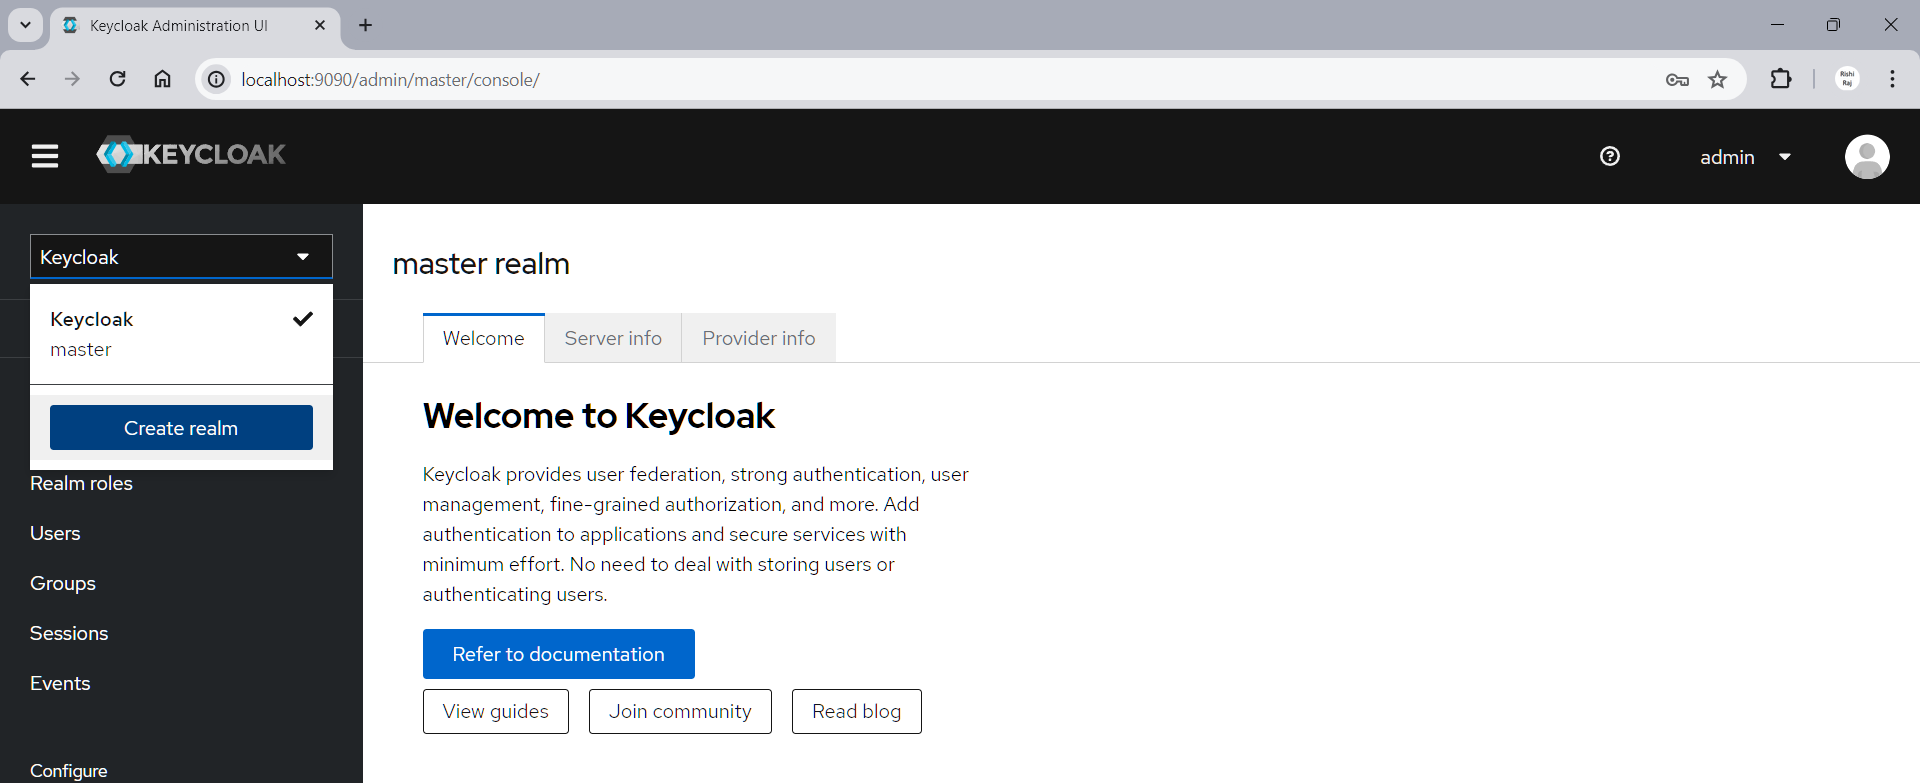 Keycloak Administration UI
localhost:9090/admin/master/console/
Rishi
Raj
KEYCLOAK
admin
Keycloak
Keycloak
master
Create realm
Realm roles
Users
Groups
Sessions
Events
Configure
master realm
Welcome
Server info
Provider info
Welcome to Keycloak
Keycloak provides user federation, strong authentication, user
management, fine-grained authorization, and more. Add
authentication to applications and secure services with
minimum effort. No need to deal with storing users or
authenticating users.
Refer to documentation
View guides
Join community
Read blog